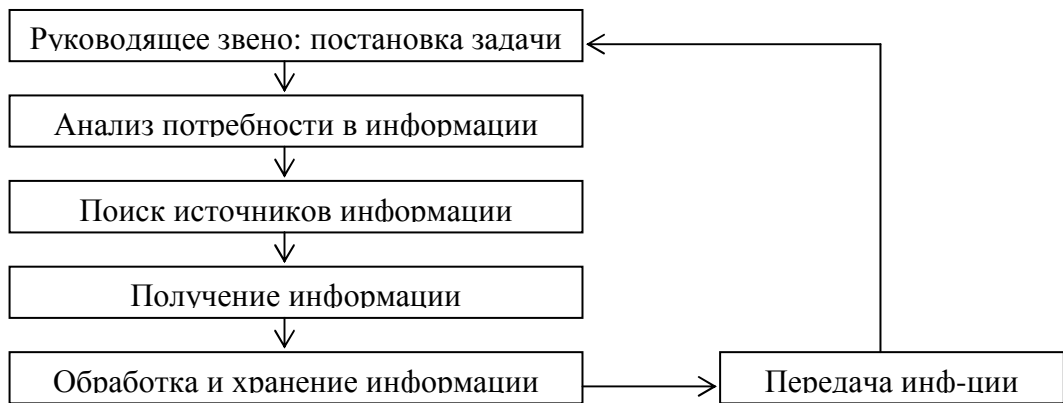 Руководящее звено: постановка задачи
Анализ потребности в информации
Поиск источников информации
Получение информации
Обработка и хранение информации
Передача инф-ции